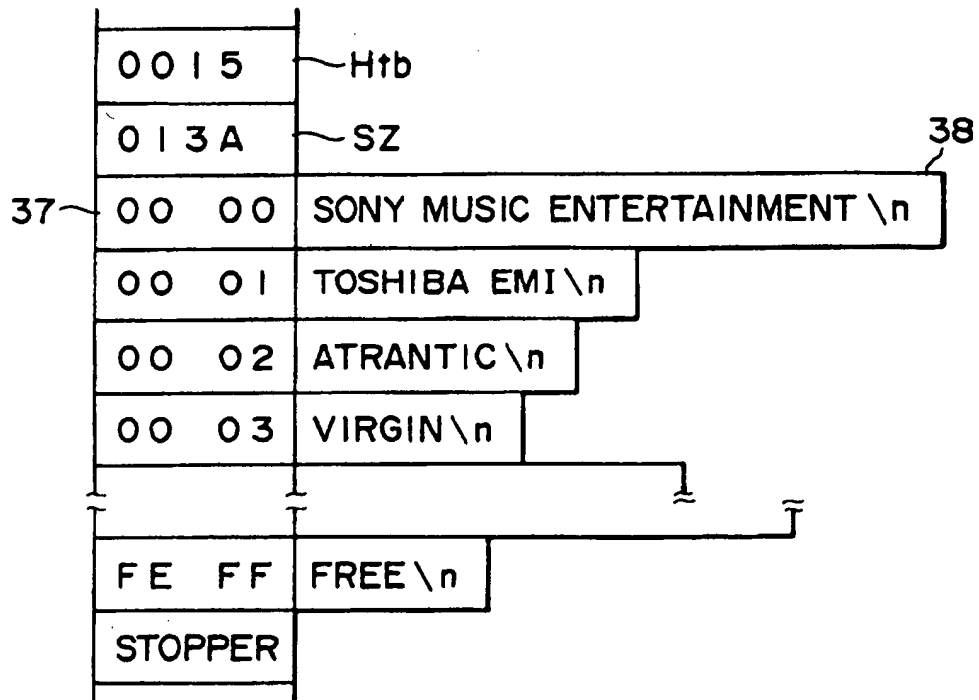 0015 Htb
013A SZ
38
37 00 00 SONY MUSIC ENTERTAINMENT \n
00 01 TOSHIBA EMI \n
00 02 ATRANTIC \n
00 03 VIRGIN \n
FE FF FREE \n
STOPPER